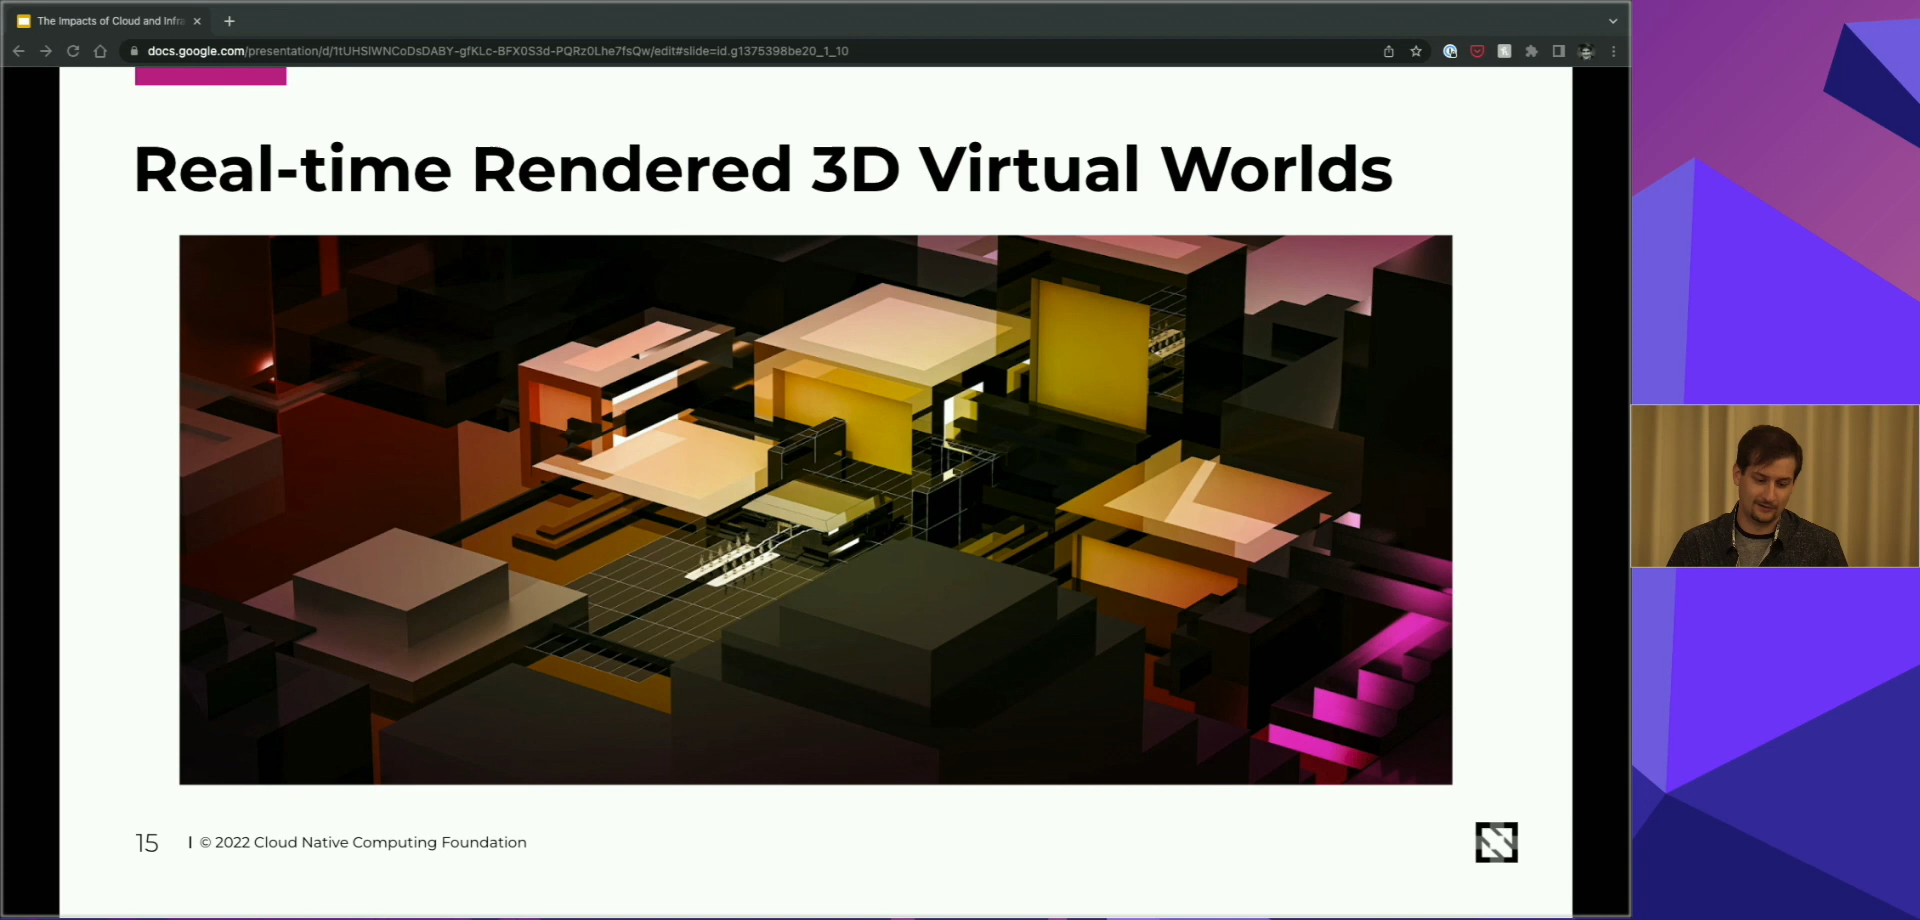 The Impacts of Cloud and Infra
docs.google.com/presentation/d/1tUHSlWNCoDsDABY-gfKLc-BFX0S3d-PQRz0Lhe7fsQw/edit#slide=id.g1375398be20_1_10
Real-time Rendered 3D Virtual Worlds
15 | © 2022 Cloud Native Computing Foundation